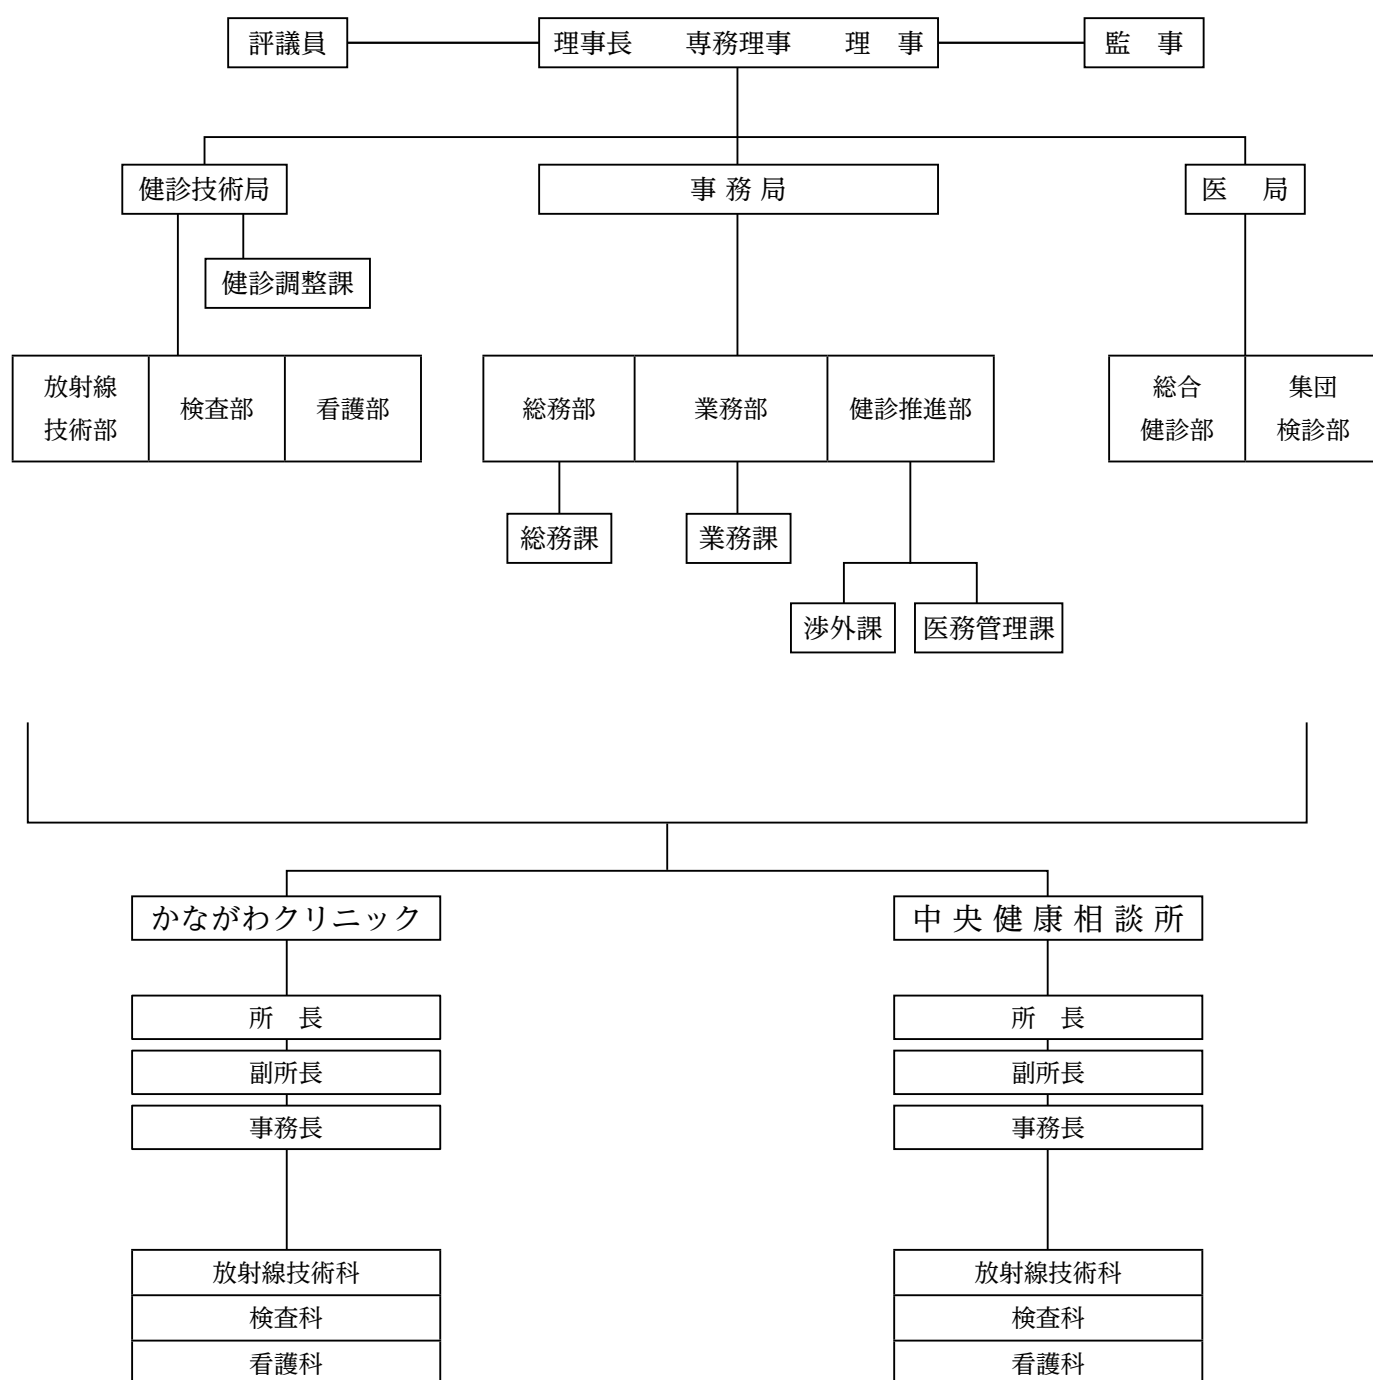 評議員 理事長　専務理事　理　事 監　事
健診技術局 事 務 局 医　局
健診調整課
放射線
技術部
検査部
看護部
総務部
業務部
健診推進部
総合
健診部
集団
検診部
総務課 業務課
渉外課 医務管理課
かながわクリニック
所　長
副所長
事務長
放射線技術科
検査科
看護科
中 央 健 康 相 談 所
所　長
副所長
事務長
放射線技術科
検査科
看護科